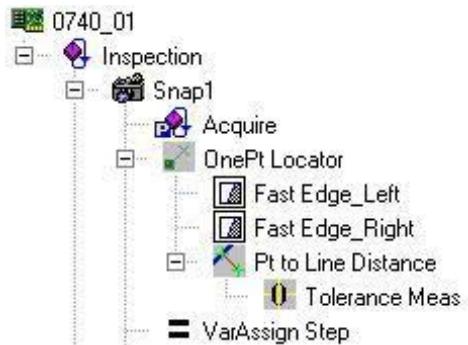 0740_01
Inspection
Snap1
Acquire
OnePt Locator
Fast Edge_Left
Fast Edge_Right
Pt to Line Distance
Tolerance Meas
VarAssign Step